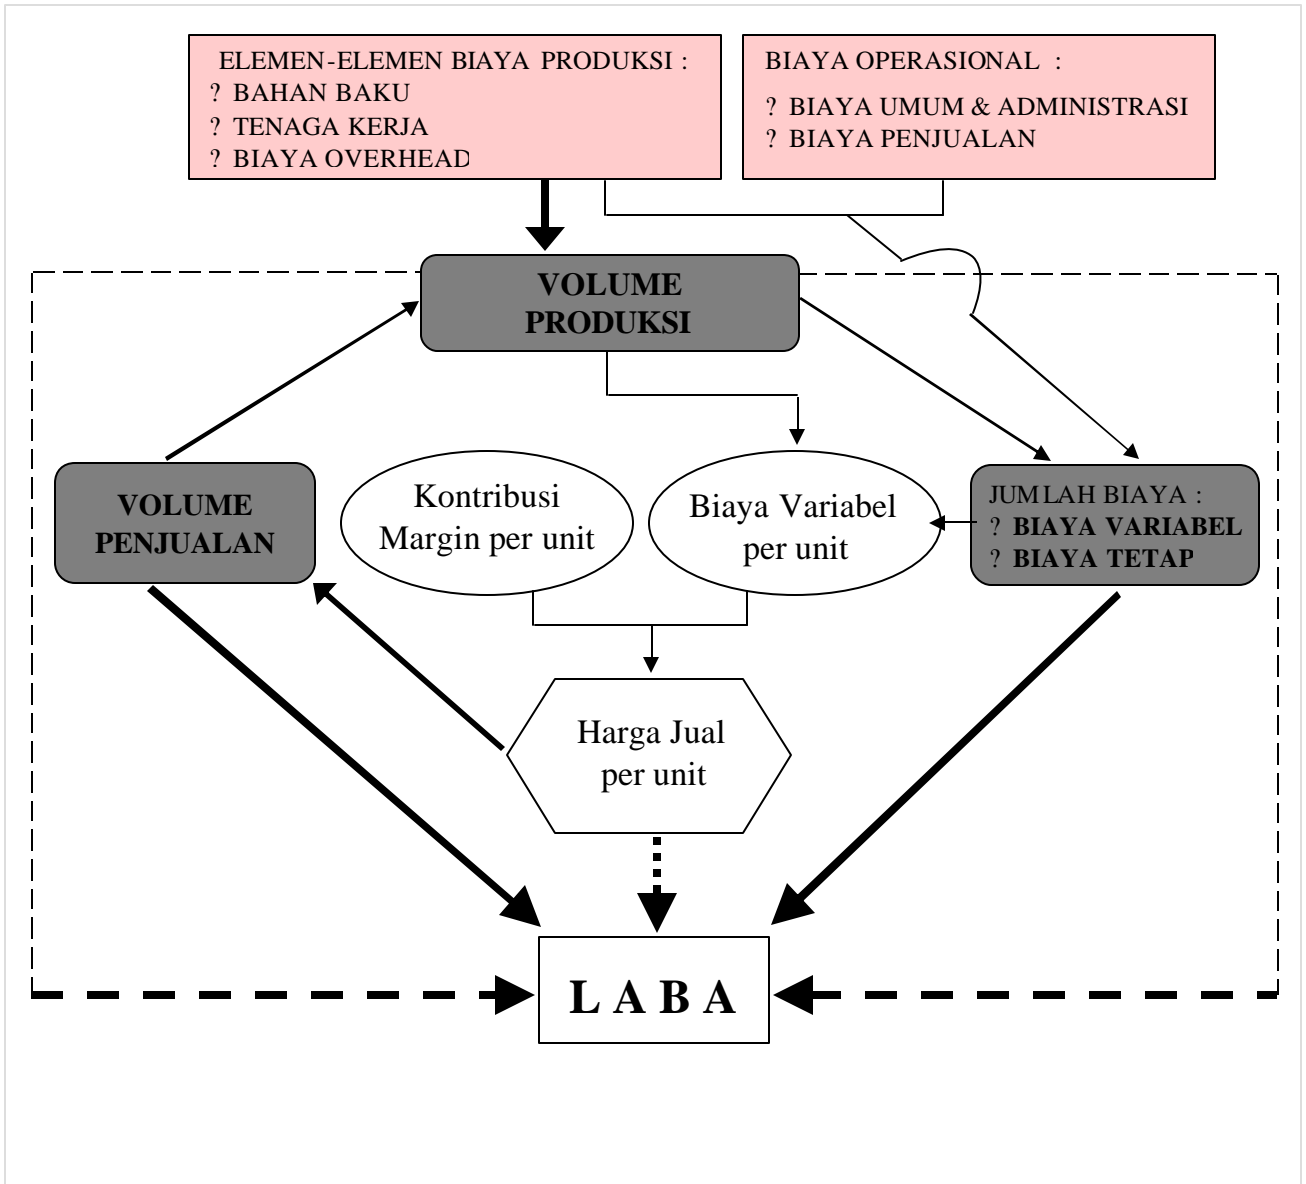 ELEMEN-ELEMEN BIAYA PRODUKSI :
? BAHAN BAKU
? TENAGA KERJA
? BIAYA OVERHEAD
BIAYA OPERASIONAL :
? BIAYA UMUM & ADMINISTRASI
? BIAYA PENJUALAN
VOLUME
PRODUKSI
VOLUME
PENJUALAN
Kontribusi
Margin per unit
Biaya Variabel
per unit
JUMLAH BIAYA :
? BIAYA VARIABEL
? BIAYA TETAP
Harga Jual
per unit
L A B A